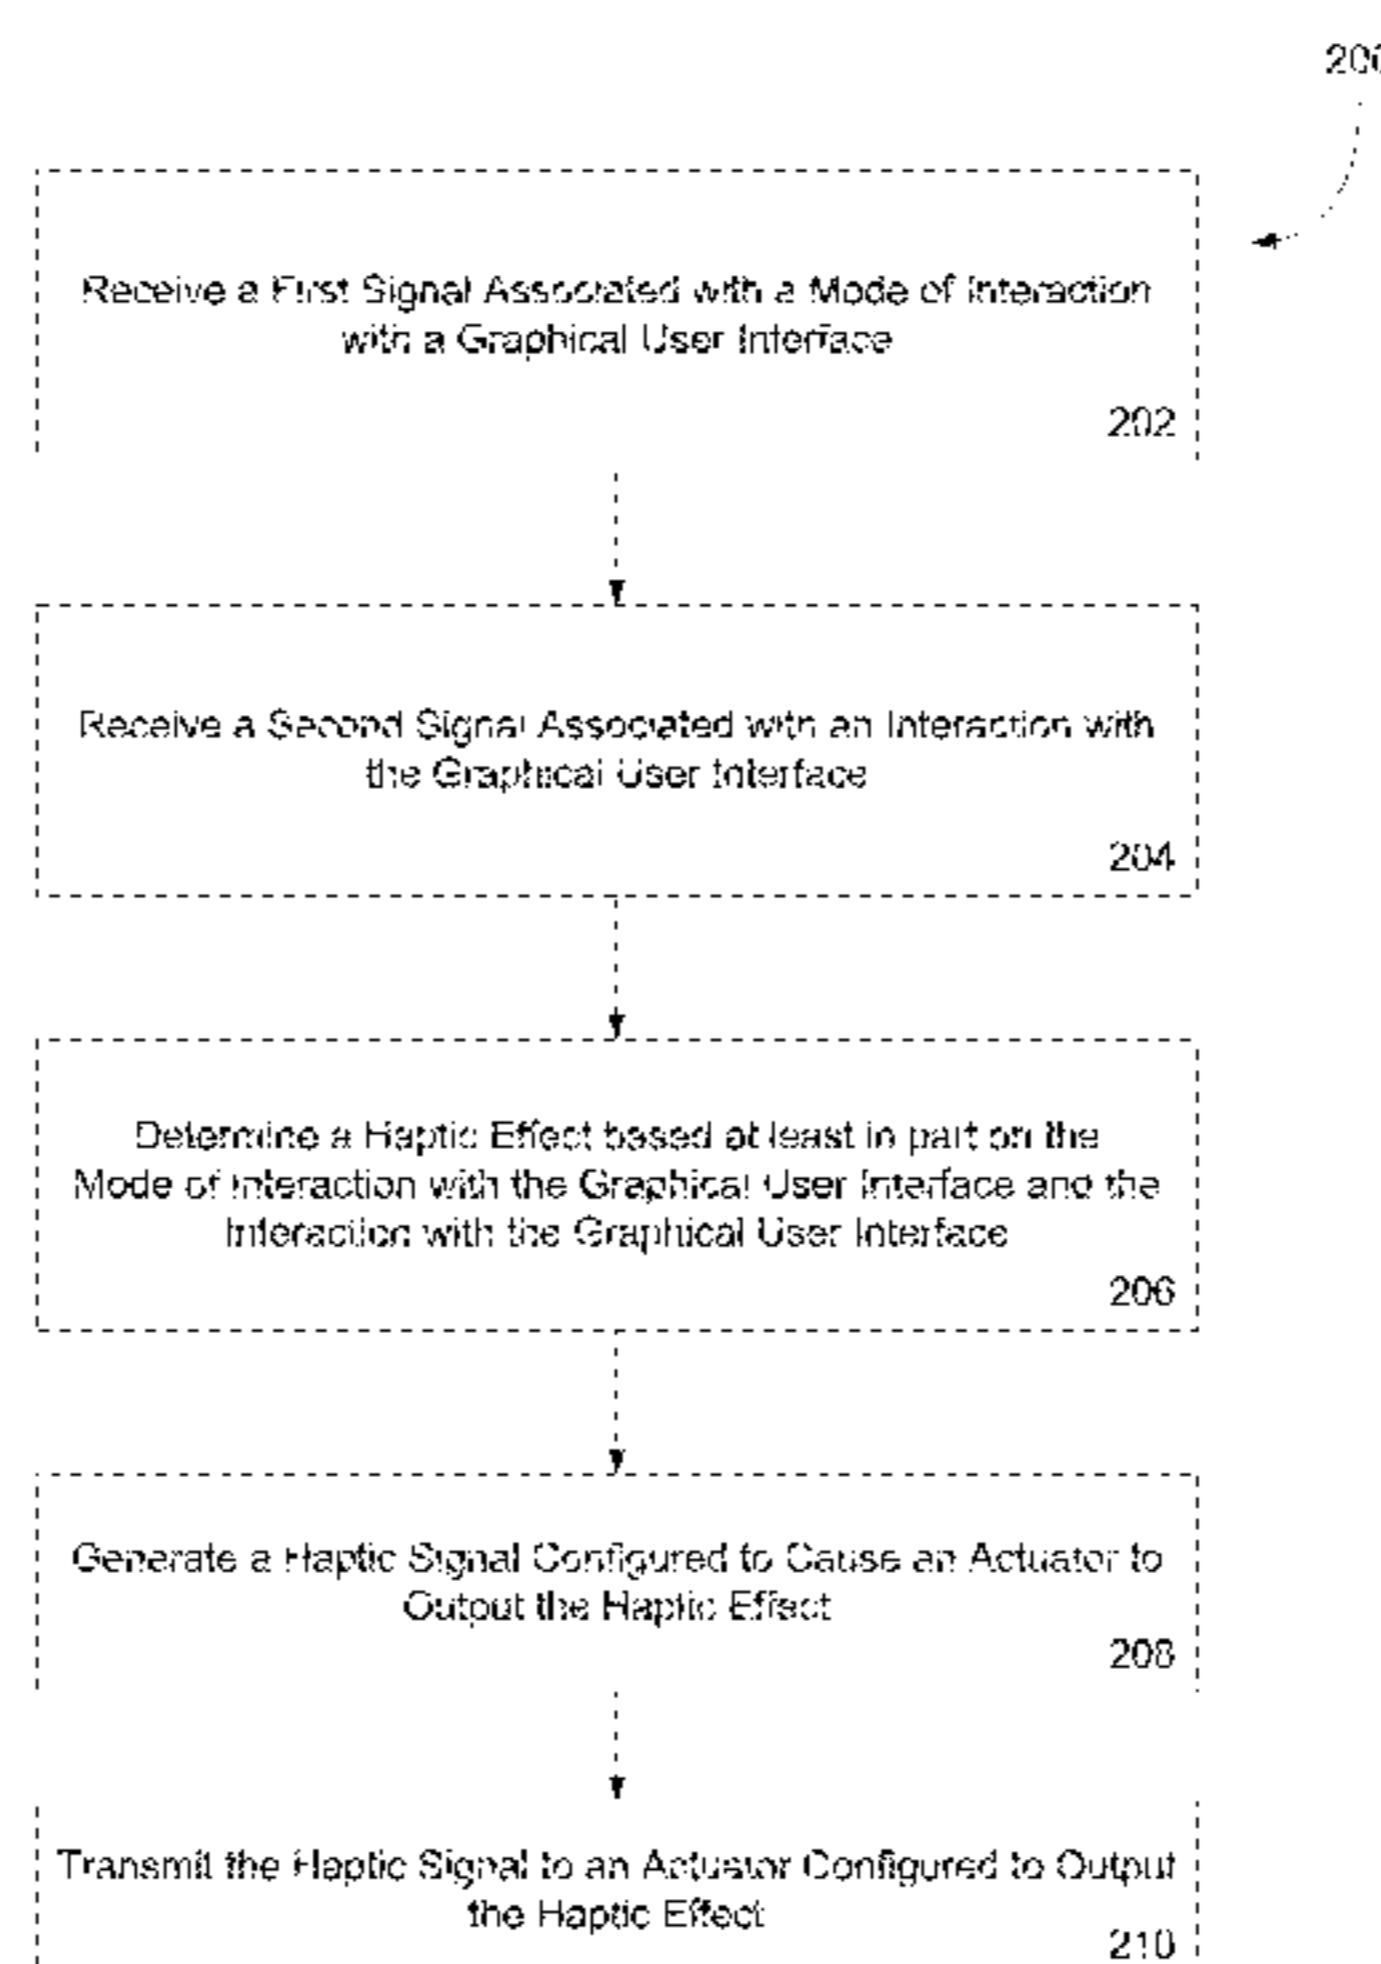 200
Receive a First Signal Associated with a Mode of Interaction
with a Graphical User Interface
202
Receive a Second Signal Associated with an Interaction with
the Graphical User Interface
204
Determine a Haptic Effect based at least in part on the
Mode of Interaction with the Graphical User Interface and the
Interaction with the Graphical User Interface
206
Generate a Haptic Signal Configured to Cause an Actuator to
Output the Haptic Effect
208
Transmit the Haptic Signal to an Actuator Configured to Output
the Haptic Effect
210